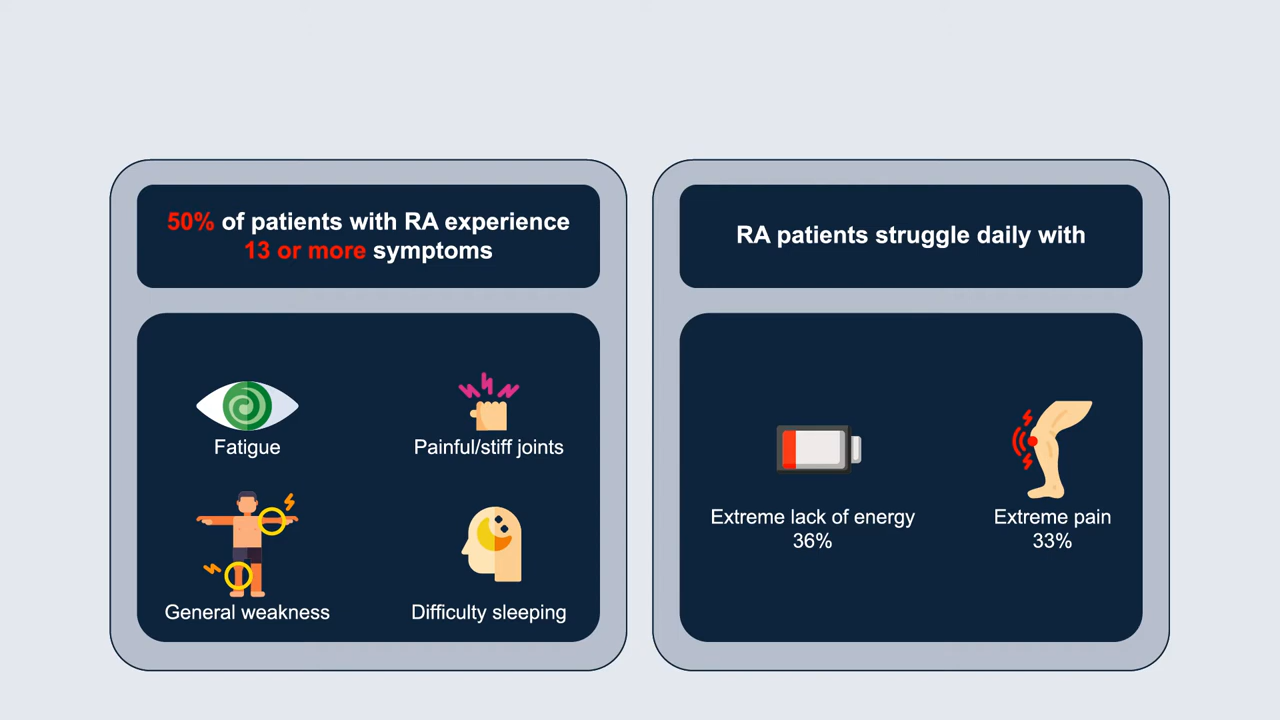 50% of patients with RA experience
13 or more symptoms
Fatigue
Painful/stiff joints
General weakness
Difficulty sleeping
RA patients struggle daily with
Extreme lack of energy
36%
Extreme pain
33%